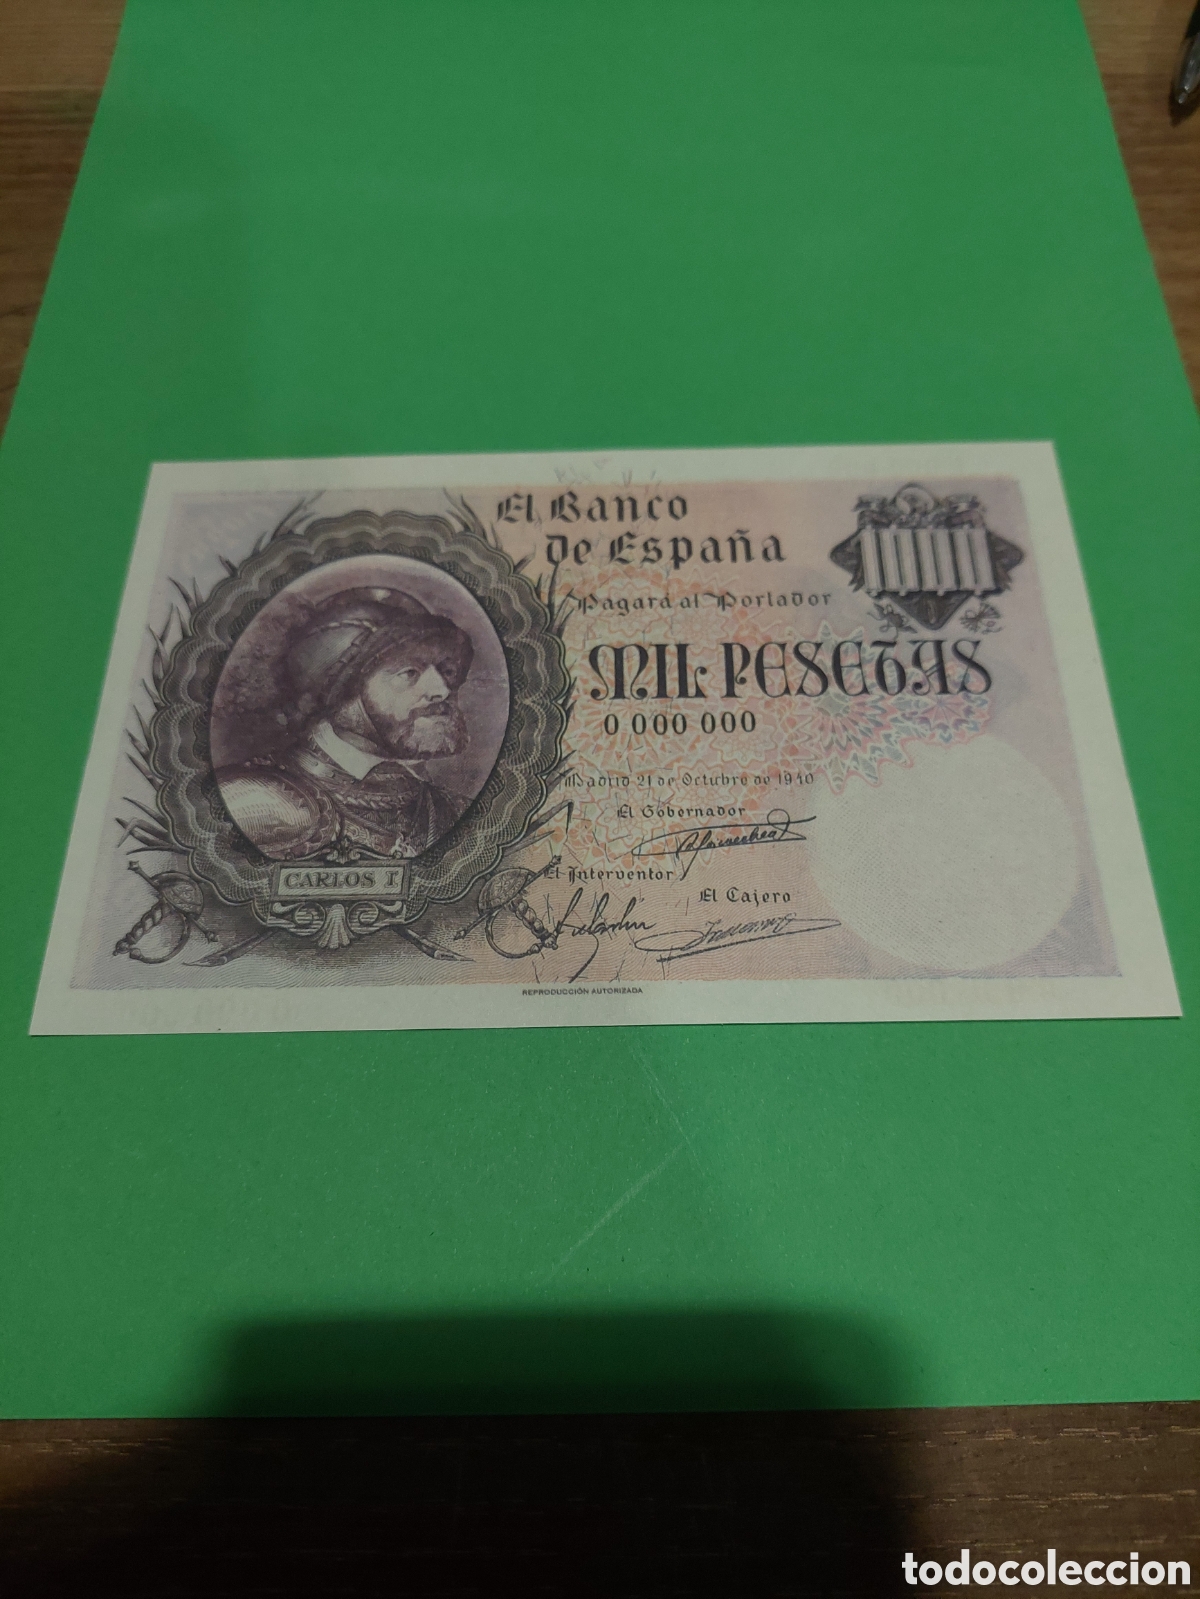 El Banco
de España
1000
Pagará al Portador
MIL PESETAS
0 000 000
Madrid 21 de Octubre de 1940
El Gobernador
El Interventor
El Cajero
CARLOS I.
REPRODUCCIÓN AUTORIZADA
todocoleccion